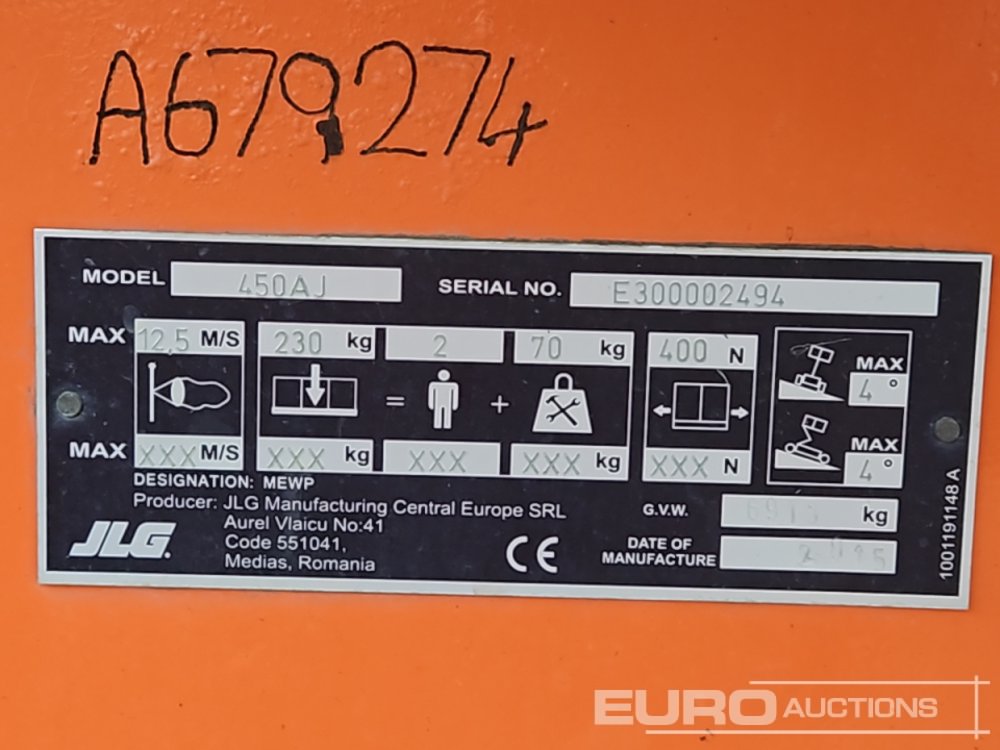 A679274
MODEL 450AJ SERIAL NO. E300002494
MAX 12,5 M/S 230 kg 2 70 kg 400 N
MAX 4°
= +
MAX XXX M/S XXX kg XXX XXX kg XXX N
MAX 4°
DESIGNATION: MEWP
Producer: JLG Manufacturing Central Europe SRL
Aurel Vlaicu No:41
Code 551041,
Medias, Romania
JLG
CE
G.V.W. kg
DATE OF
MANUFACTURE
1001191148 A
EURO AUCTIONS